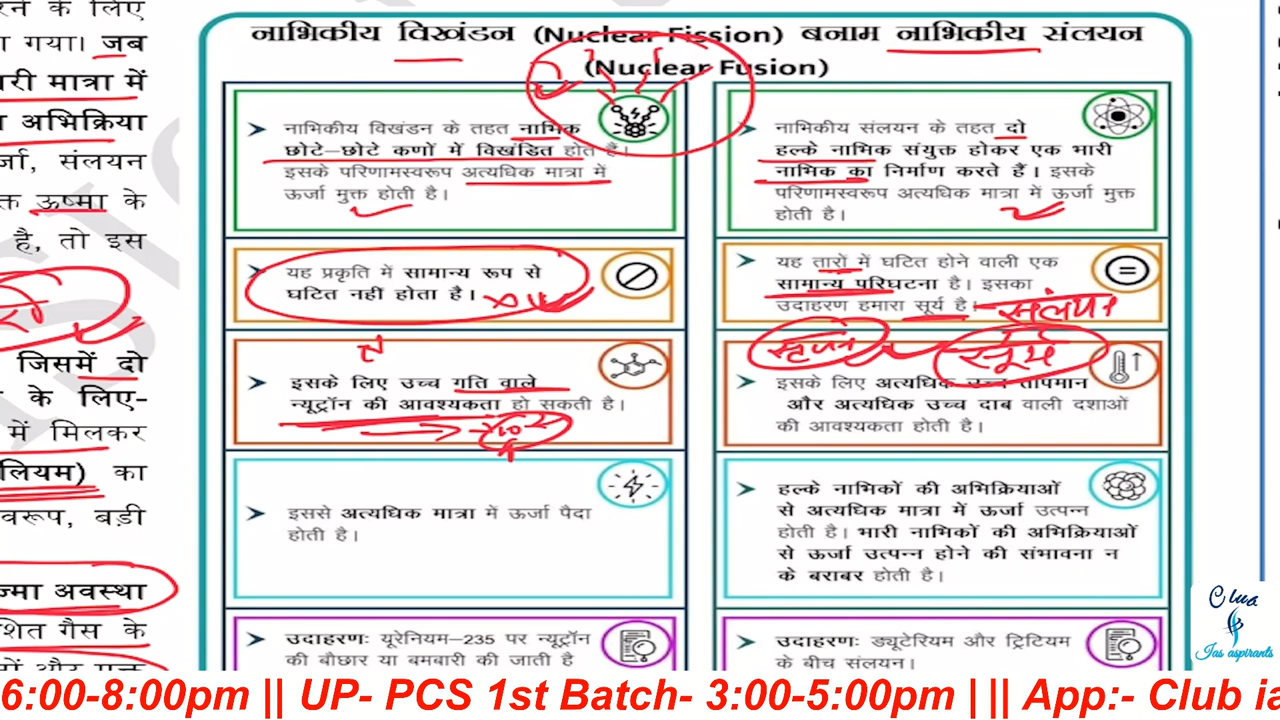 रने के लिए
ा गया। जब
री मात्रा में
अभिक्रिया
र्जा, संलयन
क्त ऊष्मा के
है, तो इस
जिसमें दो
के लिए-
में मिलकर
लियम) का
वरूप, बड़ी
ज्मा अवस्था
शित गैस के
नाभिकीय विखंडन (Nuclear Fission) बनाम नाभिकीय संलयन
(Nuclear Fusion)
नाभिकीय विखंडन के तहत नाभिक
छोटे–छोटे कणों में विखंडित होते हैं।
इसके परिणामस्वरूप अत्यधिक मात्रा में
ऊर्जा मुक्त होती है।
नाभिकीय संलयन के तहत दो
हल्के नाभिक संयुक्त होकर एक भारी
नाभिक का निर्माण करते हैं। इसके
परिणामस्वरूप अत्यधिक मात्रा में ऊर्जा मुक्त
होती है।
यह प्रकृति में सामान्य रूप से
घटित नहीं होता है।
यह तारों में घटित होने वाली एक
सामान्य परिघटना है। इसका
उदाहरण हमारा सूर्य है।
संलयन
सूर्य
इसके लिए उच्च गति वाले
न्यूट्रॉन की आवश्यकता हो सकती है।
इसके लिए अत्यधिक उच्च तापमान
और अत्यधिक उच्च दाब वाली दशाओं
की आवश्यकता होती है।
इससे अत्यधिक मात्रा में ऊर्जा पैदा
होती है।
हल्के नाभिकों की अभिक्रियाओं
से अत्यधिक मात्रा में ऊर्जा उत्पन्न
होती है। भारी नाभिकों की अभिक्रियाओं
से ऊर्जा उत्पन्न होने की संभावना न
के बराबर होती है।
उदाहरणः यूरेनियम–235 पर न्यूट्रॉन
की बौछार या बमबारी की जाती है
उदाहरणः ड्यूटेरियम और ट्रिटियम
के बीच संलयन।
Club
Ias aspirants
6:00-8:00pm || UP- PCS 1st Batch- 3:00-5:00pm | || App:- Club ia